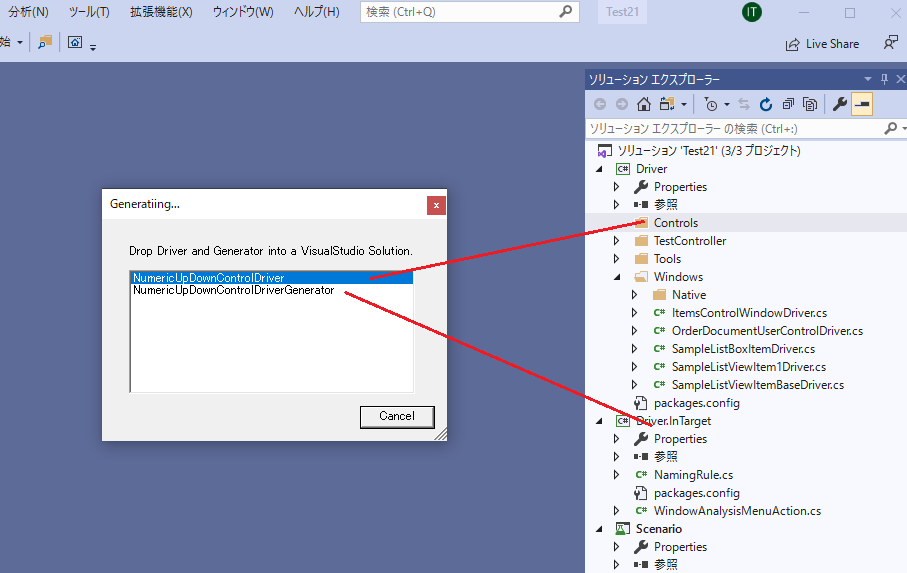 分析(N) ツール(T) 拡張機能(X) ウィンドウ(W) ヘルプ(H) 検索 (Ctrl+Q) Test21 IT
始 Live Share
ソリューション エクスプローラー
ソリューション エクスプローラー の検索 (Ctrl+:)
ソリューション 'Test21' (3/3 プロジェクト)
C# Driver
Properties
参照
Controls
TestController
Tools
Windows
Native
C# ItemsControlWindowDriver.cs
C# OrderDocumentUserControlDriver.cs
C# SampleListBoxItemDriver.cs
C# SampleListViewItem1Driver.cs
C# SampleListViewItemBaseDriver.cs
packages.config
C# Driver.InTarget
Properties
参照
C# NamingRule.cs
packages.config
C# WindowAnalysisMenuAction.cs
Scenario
Properties
参照
Generatiing...
x
Drop Driver and Generator into a VisualStudio Solution.
NumericUpDownControlDriver
NumericUpDownControlDriverGenerator
Cancel